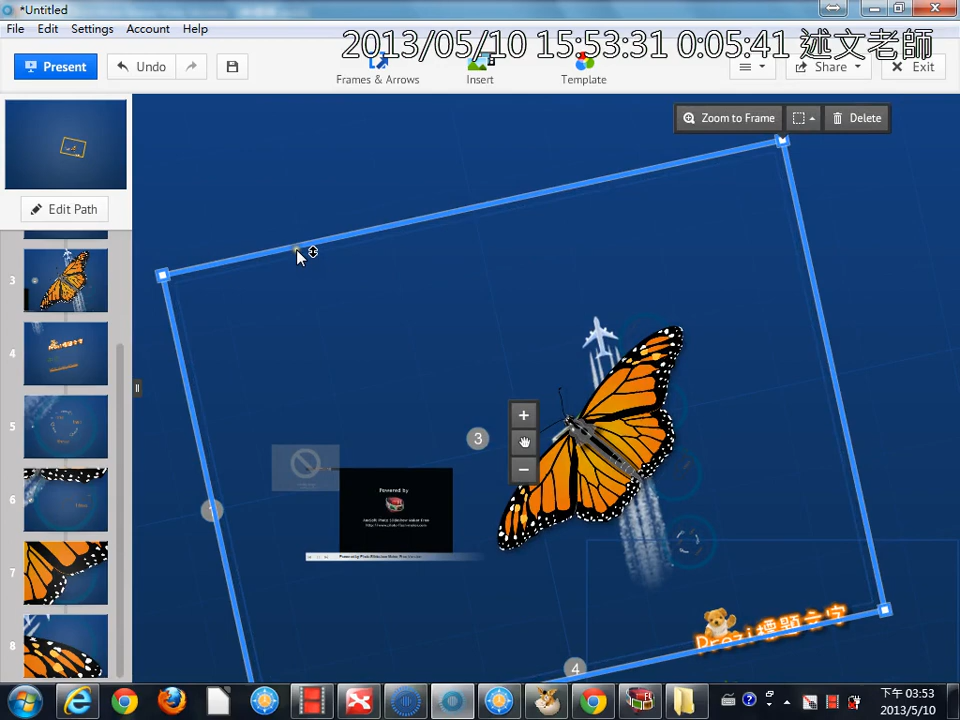 *Untitled
File Edit Settings Account Help
2013/05/10 15:53:31 0:05:41 述文老師
Present Undo Frames & Arrows Insert Template Share Exit
Zoom to Frame Delete
Edit Path
3
4
5
6
7
8
3
4
Powered by
Prezi標題文字
下午 03:53
2013/5/10